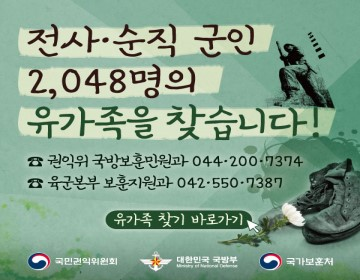 전사·순직 군인
2,048명의
유가족을 찾습니다!
☎ 권익위 국방보훈민원과 044·200·7374
☎ 육군본부 보훈지원과 042·550·7387
유가족 찾기 바로가기
국민권익위원회 대한민국 국방부 국가보훈처
Ministry of National Defense